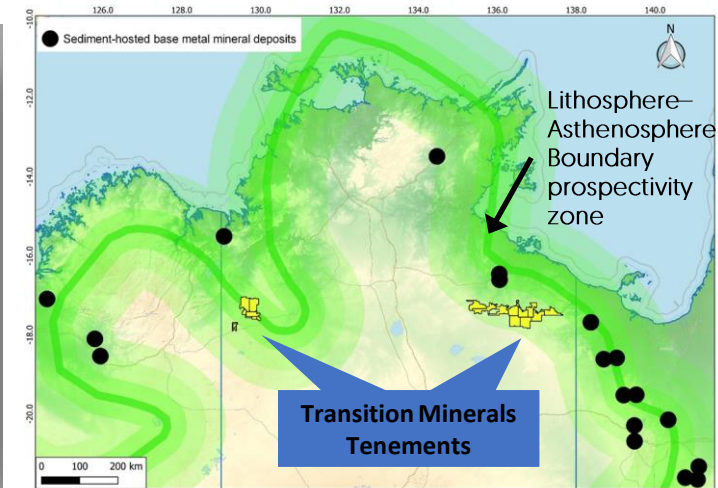 126.0 128.0 130.0 132.0 134.0 136.0 138.0 140.0
-10.0
-12.0
-14.0
-16.0
-18.0
-20.0
Sediment-hosted base metal mineral deposits
N
Lithosphere–
Asthenosphere
Boundary
prospectivity
zone
Transition Minerals
Tenements
0 100 200 km